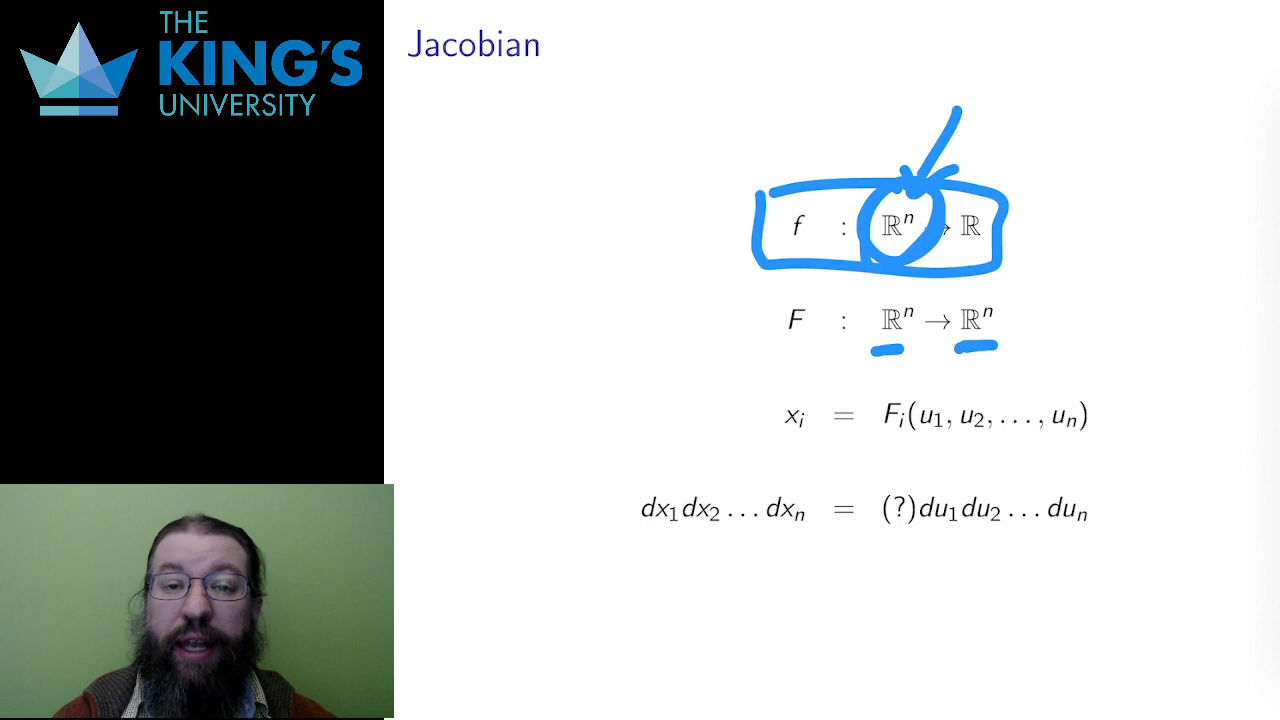 THE
KING'S
UNIVERSITY
Jacobian
f : ℝⁿ → ℝ
F : ℝⁿ → ℝⁿ
xᵢ = Fᵢ(u₁, u₂, . . . , uₙ)
dx₁dx₂ . . . dxₙ = (?)du₁du₂ . . . duₙ